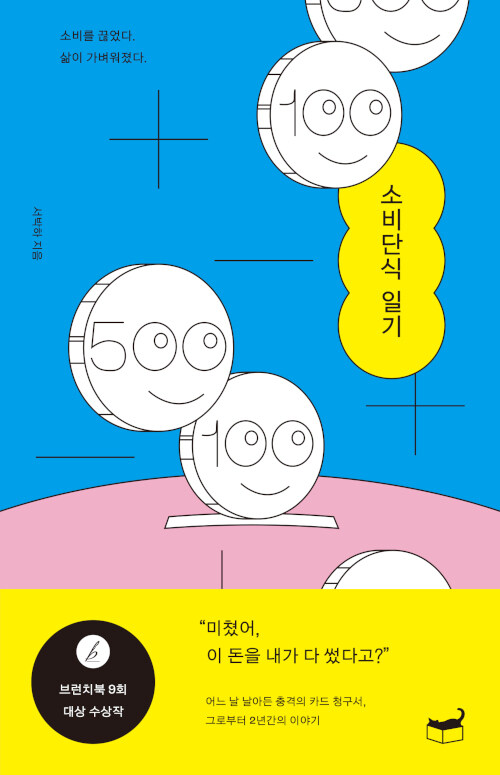 소비를 끊었다.
삶이 가벼워졌다.
500
100
소비단식 일기
서박하 지음
500
100
“미쳤어,
이 돈을 내가 다 썼다고?”
어느 날 날아든 충격의 카드 청구서,
그로부터 2년간의 이야기
b
브런치북 9회
대상 수상작